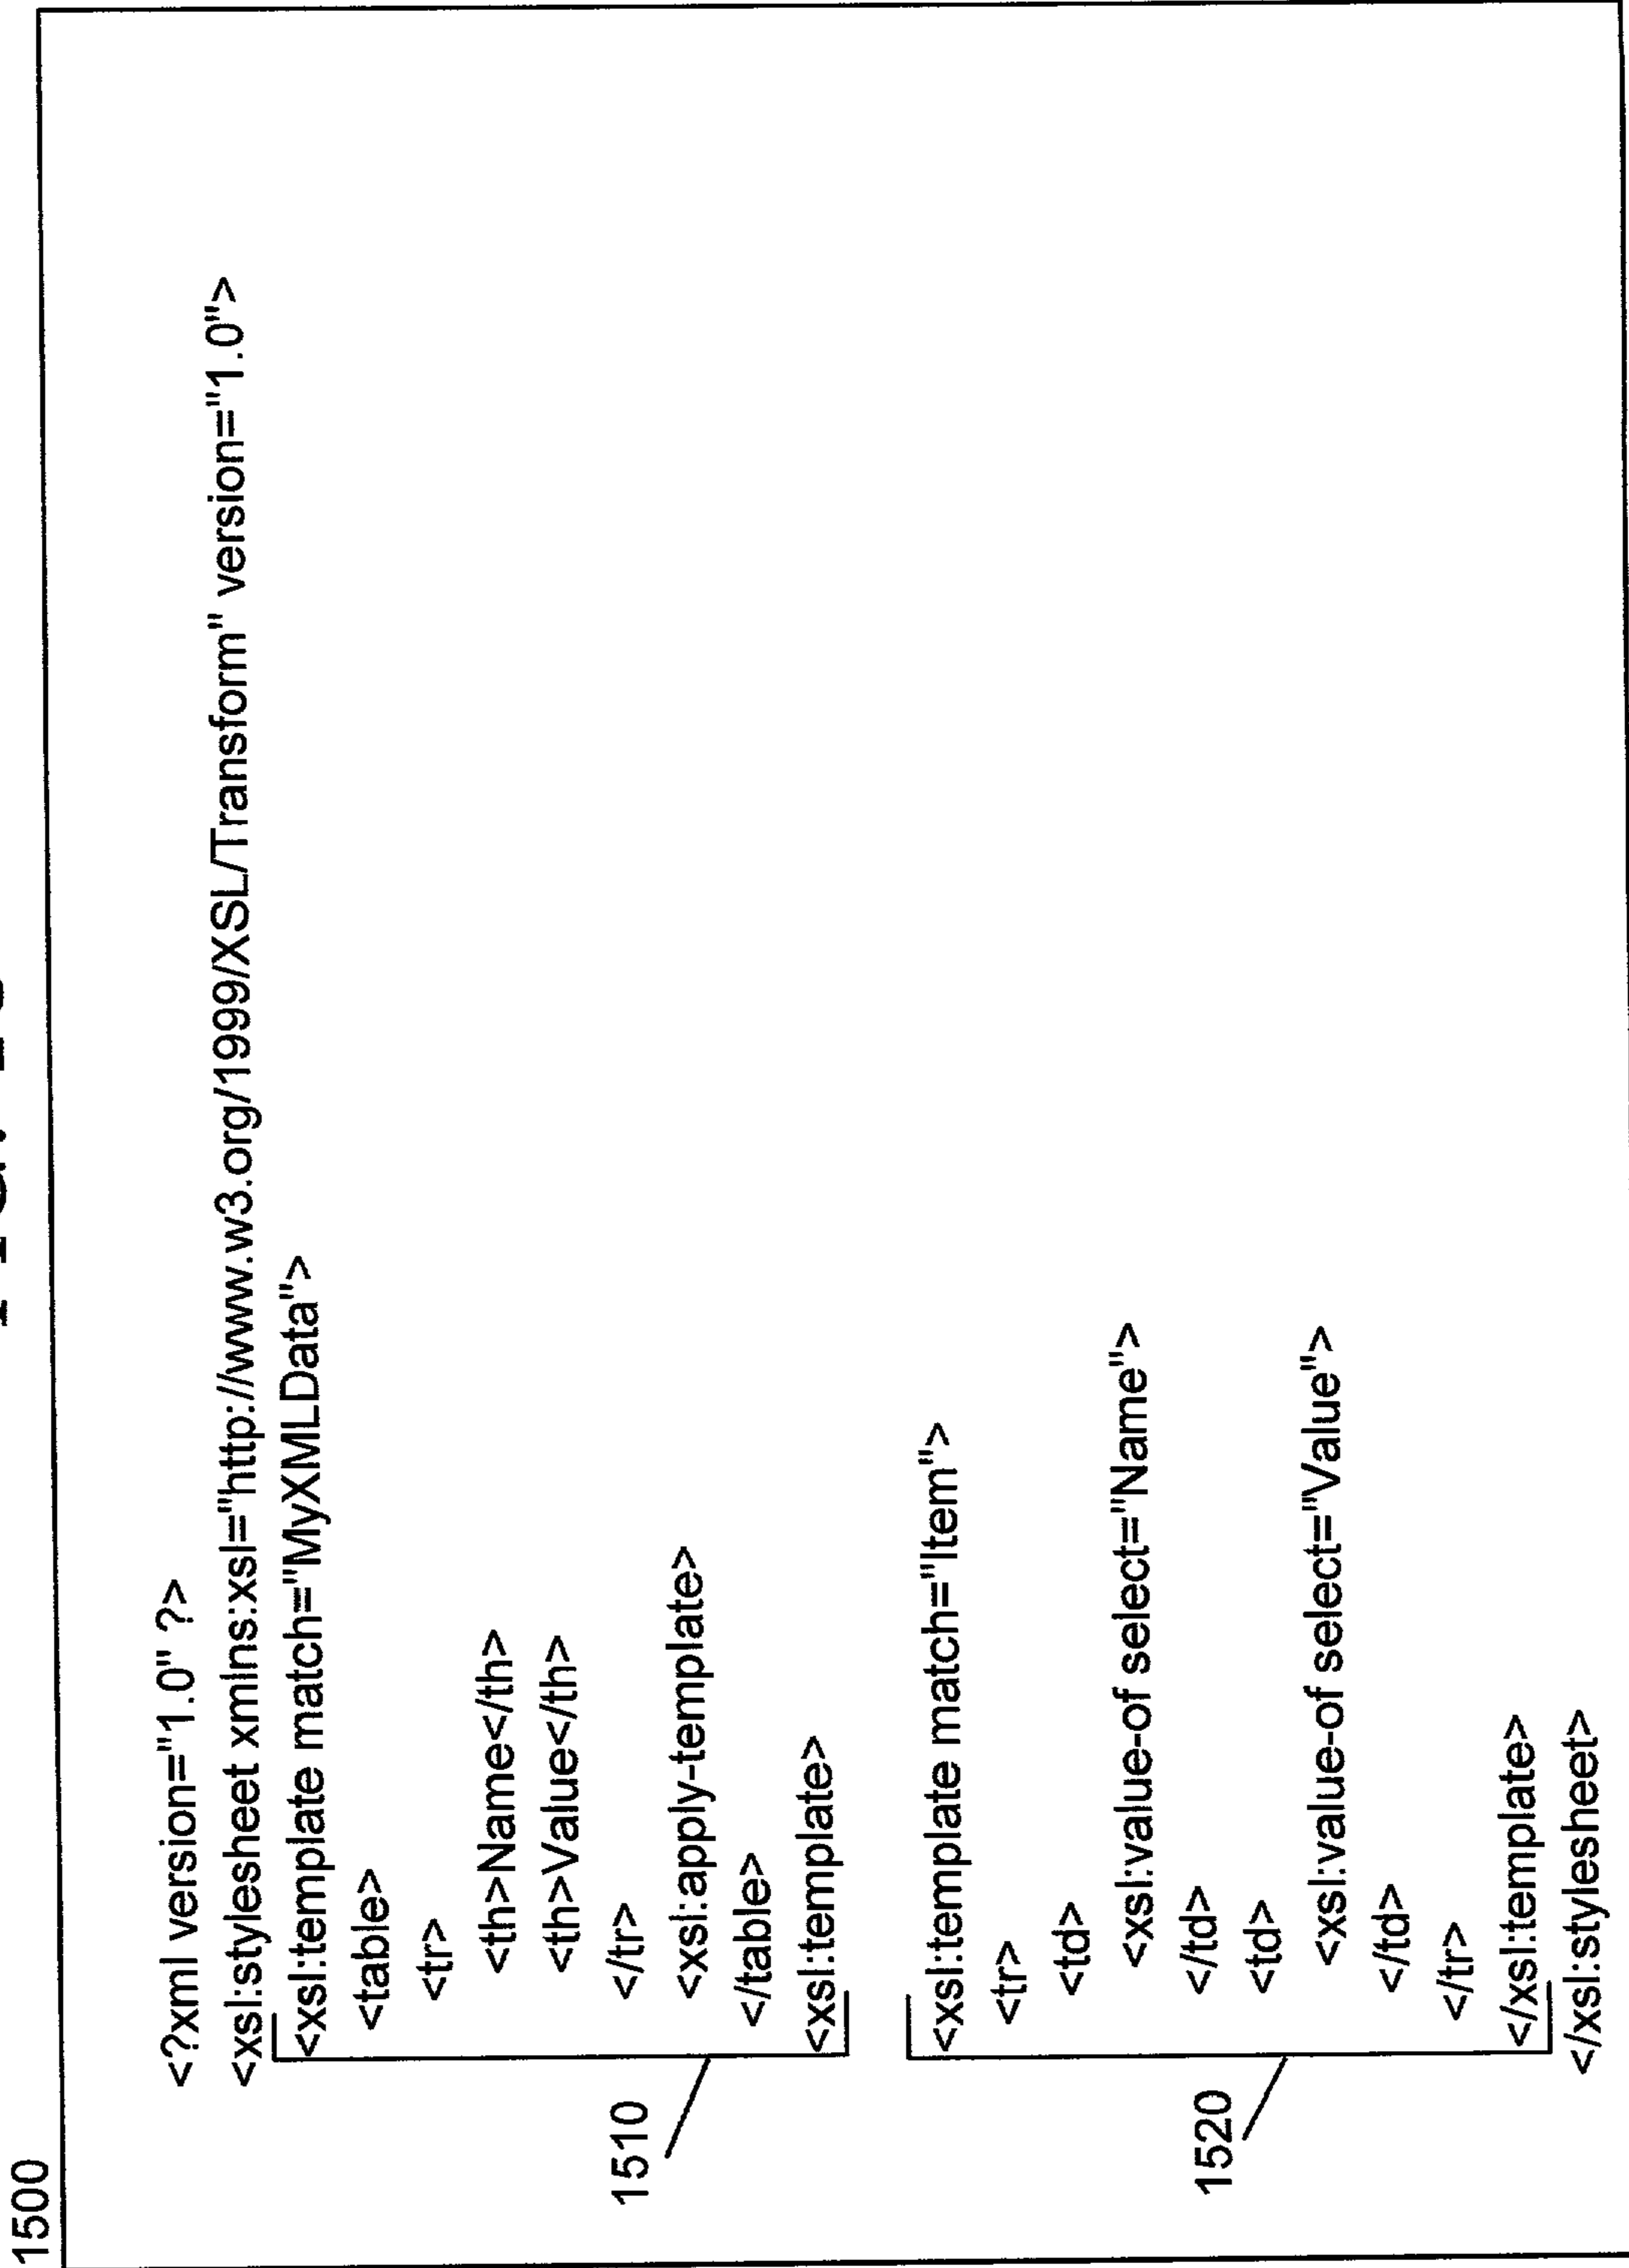 1500
<?xml version="1.0" ?>
<xsl:stylesheet xmlns:xsl="http://www.w3.org/1999/XSL/Transform" version="1.0">
<xsl:template match="MyXMLData">
<table>
<tr>
<th>Name</th>
<th>Value</th>
</tr>
<xsl:apply-template>
</table>
<xsl:template>
1510
<xsl:template match="Item">
<tr>
<td>
<xsl:value-of select="Name">
</td>
<td>
<xsl:value-of select="Value">
</td>
</tr>
</xsl:template>
1520
</xsl:stylesheet>